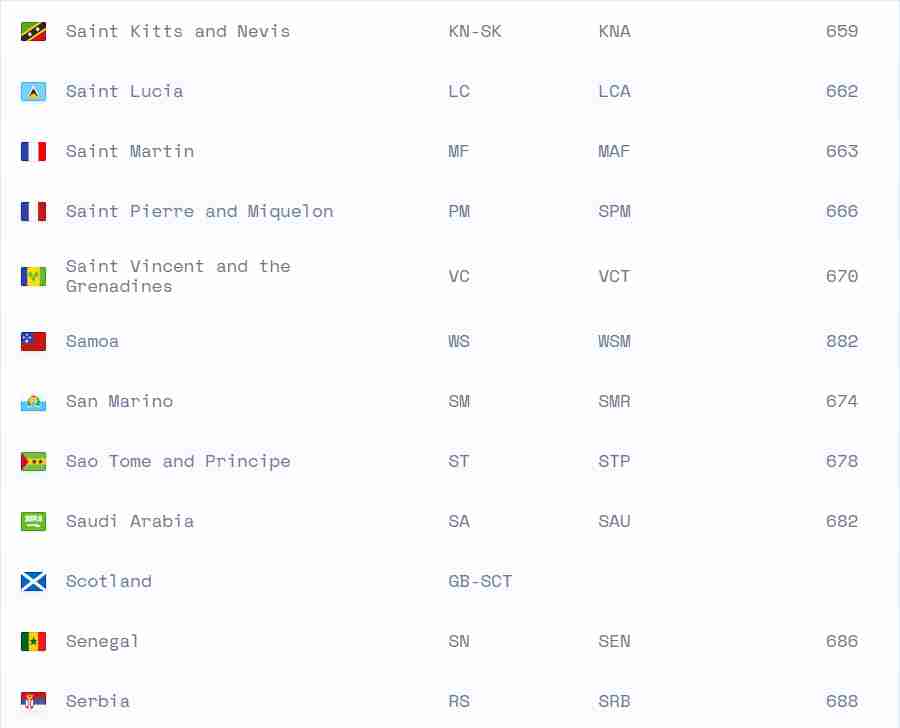 Saint Kitts and Nevis KN-SK KNA 659
Saint Lucia LC LCA 662
Saint Martin MF MAF 663
Saint Pierre and Miquelon PM SPM 666
Saint Vincent and the
Grenadines VC VCT 670
Samoa WS WSM 882
San Marino SM SMR 674
Sao Tome and Principe ST STP 678
Saudi Arabia SA SAU 682
Scotland GB-SCT
Senegal SN SEN 686
Serbia RS SRB 688